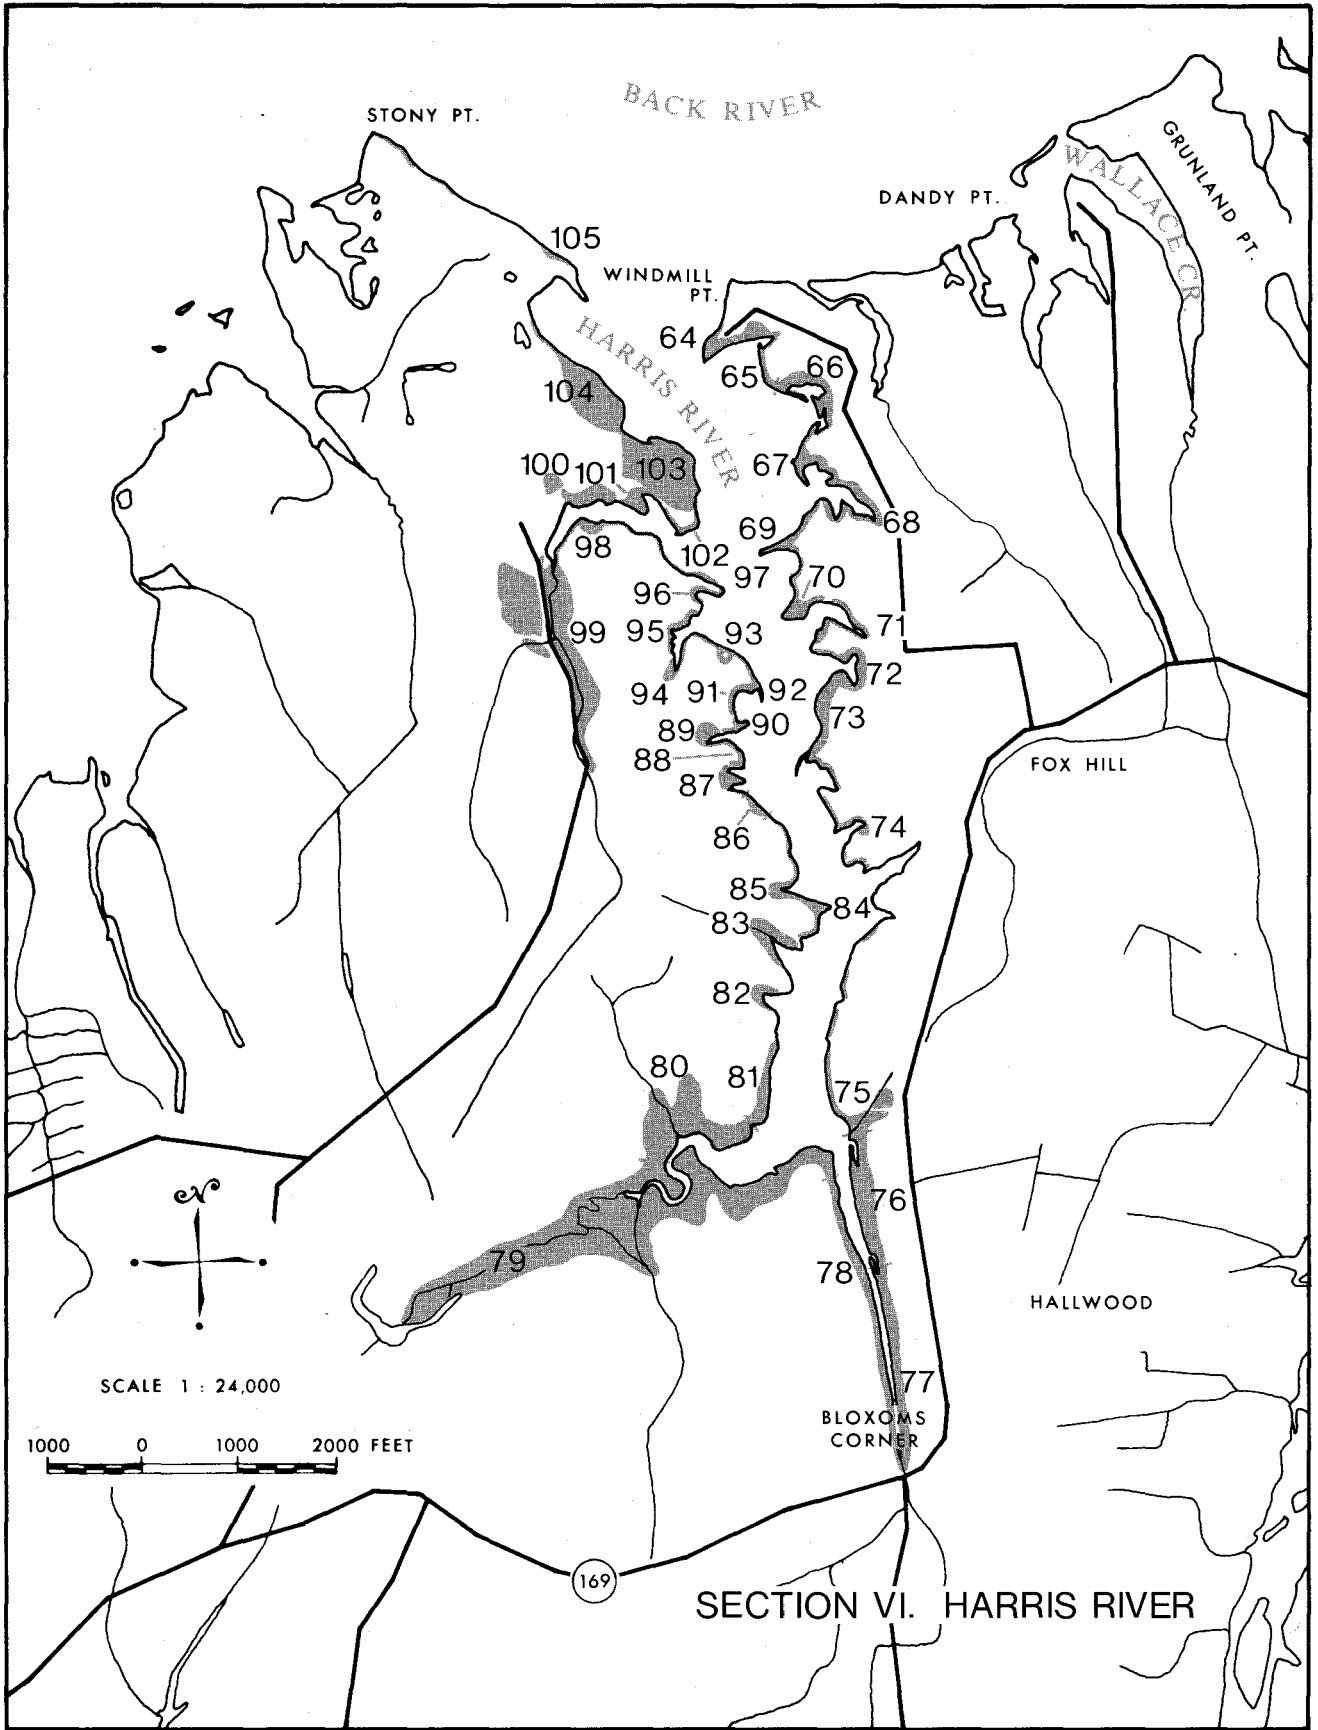 BACK RIVER
STONY PT.
GRUNLAND PT.
WALLACE CR
DANDY PT.
105
WINDMILL
PT.
HARRIS RIVER
64
65
66
104
67
103
100
101
68
69
98
102
97
70
96
71
99
95
93
72
94
91
92
73
90
89
88
FOX HILL
87
74
86
85
84
83
82
80
81
75
76
79
78
HALLWOOD
N
SCALE 1 : 24,000
77
BLOXOMS
CORNER
1000 0 1000 2000 FEET
169
SECTION VI. HARRIS RIVER